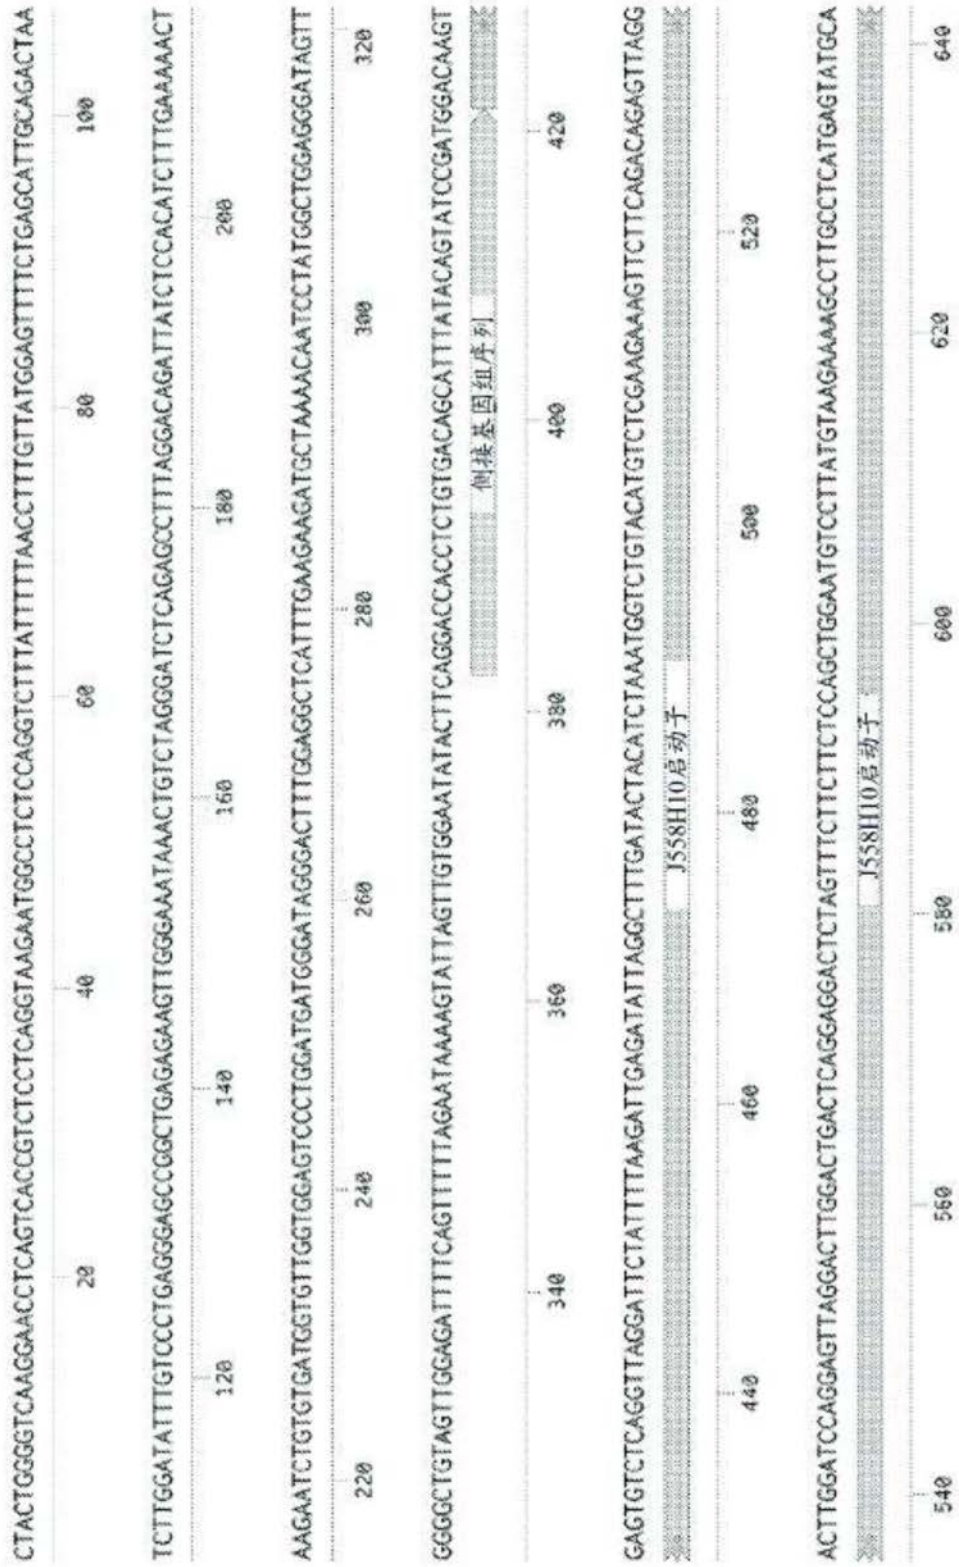 CTACTGGGGTCAAGGAACCTCAGTCACCGTCTCCTCAGGTAAGAATGGCCTCTCCAGGTCTTTATTTTTAACCTTTGTTATGGAGTTTTCTGAGCATTGCAGACTAA
20 40 60 80 100
TCTTGGATATTTGTCCCTGAGGGAGCCGGCTGAGAGAAGTTGGGAAATAAACTGTCTAGGGATCTCAGAGCCTTTAGGACAGATTATCTCCACATCTTTGAAAAACT
120 140 160 180 200
AAGAATCTGTGTGATGGTGTTGGTGGAGTCCCTGGATGATGGGATAGGGACTTTGGAGGCTCATTTGAAGAAGATGCTAAAACAATCCTATGGCTGGAGGGATAGTT
220 240 260 280 300 320
GGGGCTGTAGTTGGAGATTTTCAGTTTTTAGAATAAAAGTATTAGTTGTGGAATATACTTCAGGACCACCTCTGTGACAGCATTTATACAGTATCCGATGGACAAGT
侧接基因组序列
340 360 380 400 420
GAGTGTCTCAGGTTAGGATTCTATTTTTAAGATTGAGATATTAGGCTTTGATACTACATCTAAATGGTCTGTACATGTCTCGAAGAAAGTTCTTCAGACAGAGTTAGG
J558H10启动子
440 460 480 500 520
ACTTGGATCCAGGAGTTAGGACTTGGACTGACTCAGGAGGACTCTAGTTTCTTCTTCTCCAGCTGGAATGTCCTTATGTAAGAAAAGCCTTGCCTCATGAGTATGCA
J558H10启动子
540 560 580 600 620 640